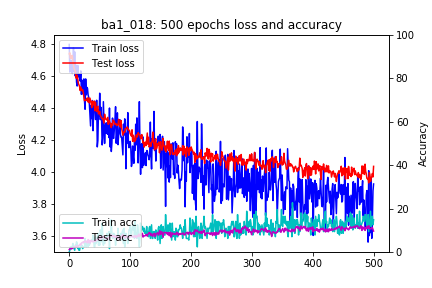 ba1_018: 500 epochs loss and accuracy
4.8
4.6
4.4
4.2
4.0
3.8
3.6
Loss
Train loss
Test loss
Train acc
Test acc
100
80
60
40
20
0
Accuracy
0
100
200
300
400
500